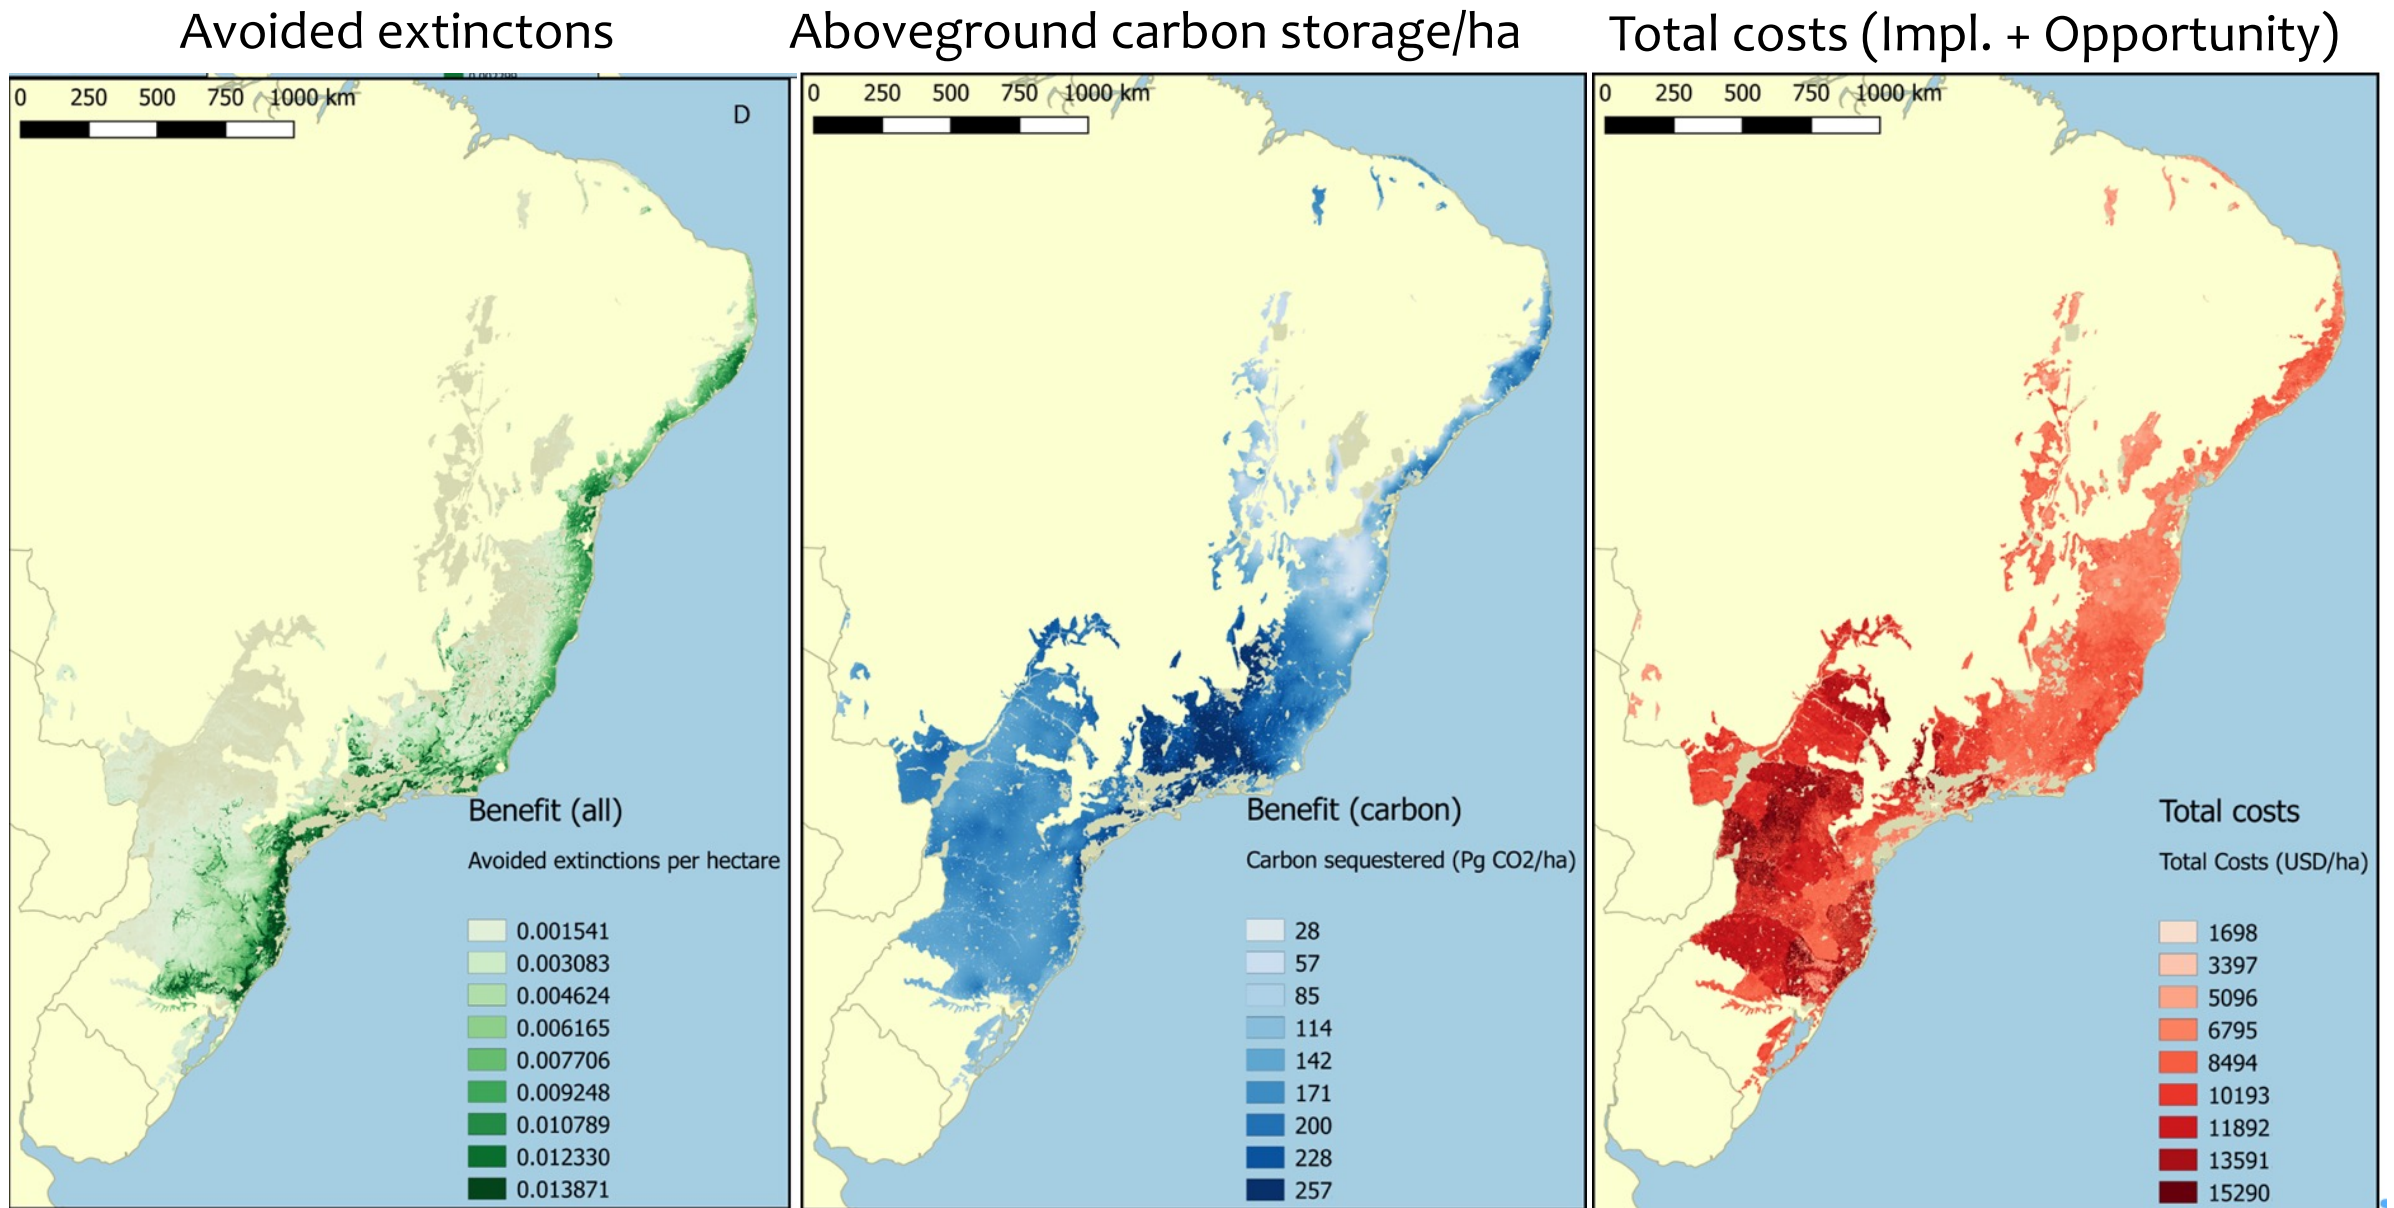 Avoided extinctons
Aboveground carbon storage/ha
Total costs (Impl. + Opportunity)
0 250 500 750 1000 km
D
0 250 500 750 1000 km
0 250 500 750 1000 km
Benefit (all)
Avoided extinctions per hectare
0.001541
0.003083
0.004624
0.006165
0.007706
0.009248
0.010789
0.012330
0.013871
Benefit (carbon)
Carbon sequestered (Pg CO2/ha)
28
57
85
114
142
171
200
228
257
Total costs
Total Costs (USD/ha)
1698
3397
5096
6795
8494
10193
11892
13591
15290